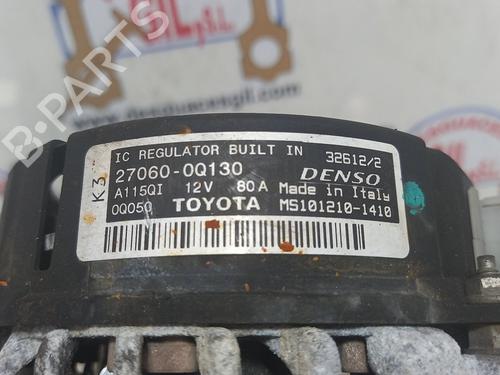 B-PARTS
www.desguacesgil.com
IC REGULATOR BUILT IN 32612/2
K3
27060-0Q130 DENSO
A115QI 12V 80A Made in Italy
0Q050 TOYOTA MS101210-1410